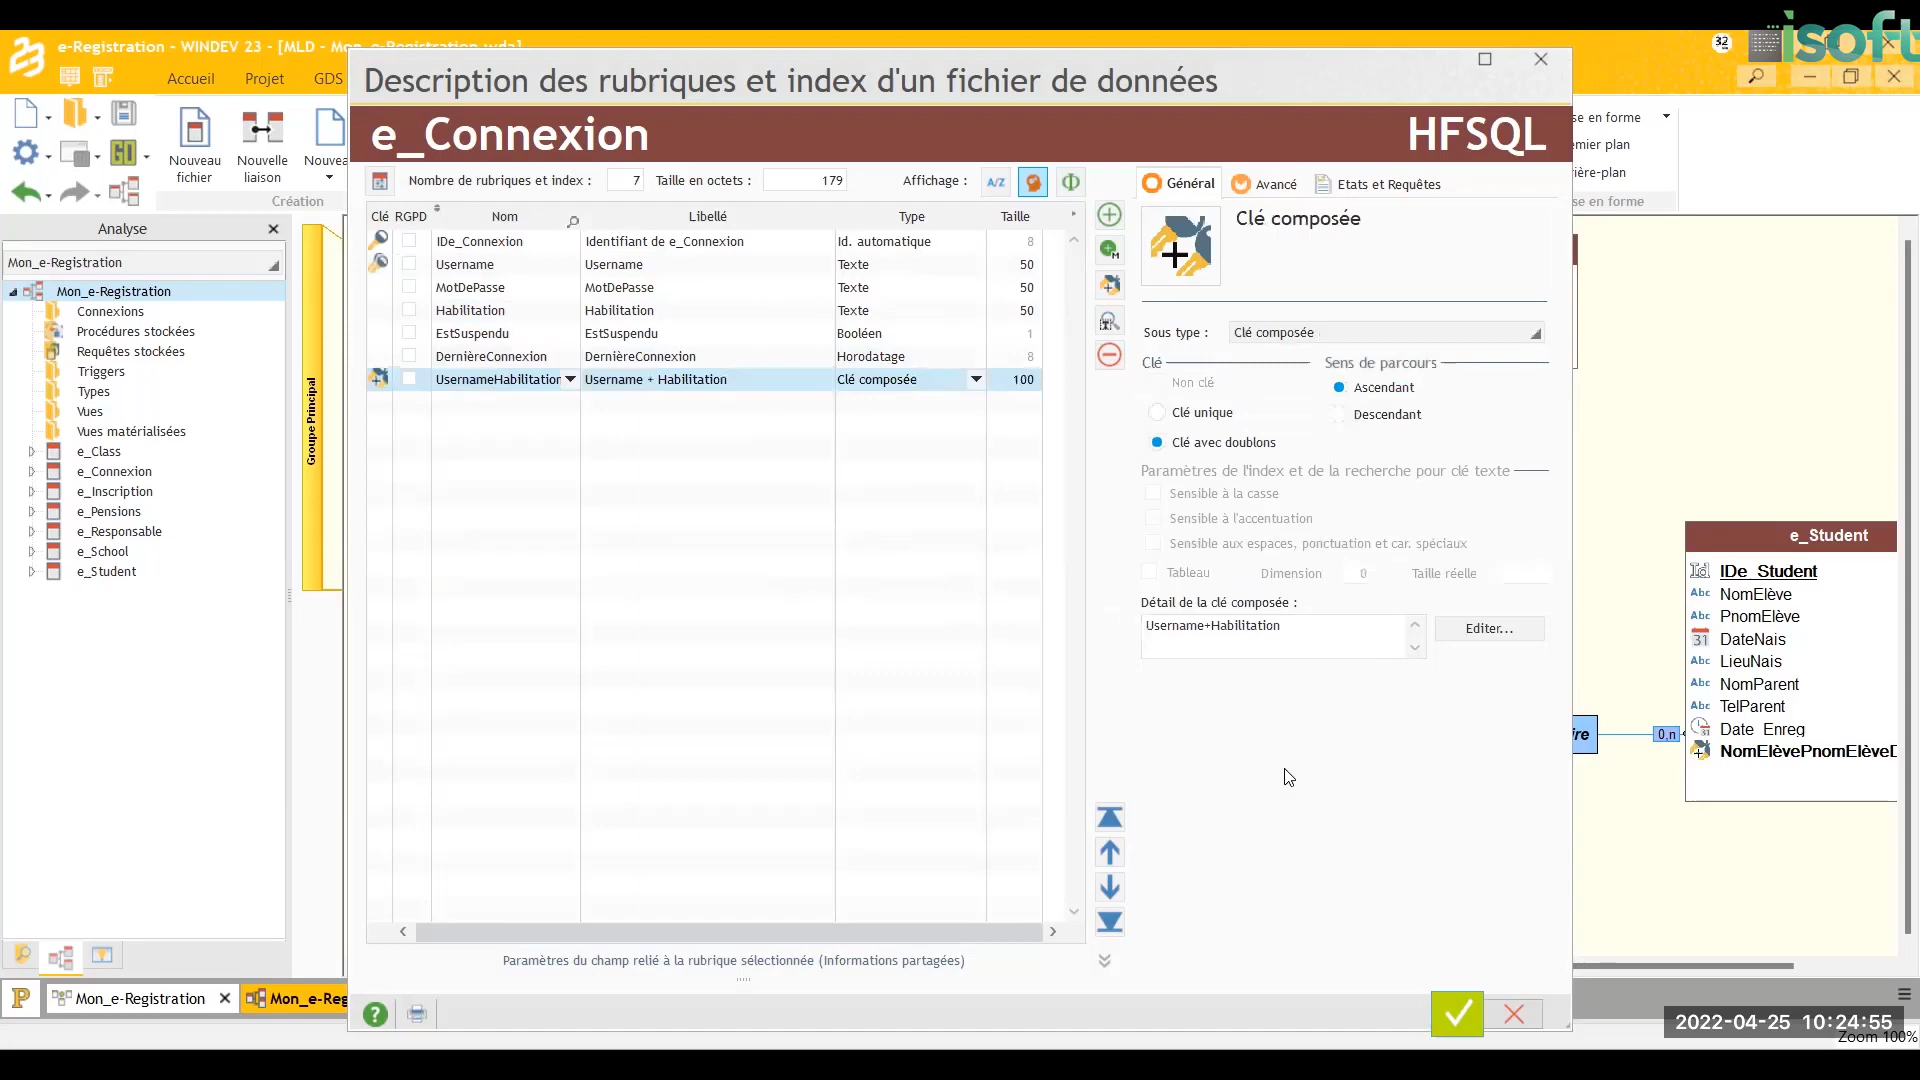 isoft
e-Registration - WINDEV 23 - [MLD - Mon_e-Registration.wda]
32
Accueil
Projet
GDS
Description des rubriques et index d'un fichier de données
e_Connexion
HFSQL
Nouveau
fichier
Nouvelle
liaison
Nouve
Création
se en forme
emier plan
ière-plan
se en forme
Nombre de rubriques et index :
7
Taille en octets :
179
Affichage :
A/Z
Général
Avancé
Etats et Requêtes
Analyse
Mon_e-Registration
Mon_e-Registration
Connexions
Procédures stockées
Requêtes stockées
Triggers
Types
Vues
Vues matérialisées
e_Class
e_Connexion
e_Inscription
e_Pensions
e_Responsable
e_School
e_Student
Groupe Principal
Clé RGPD Nom Libellé Type Taille
IDe_Connexion Identifiant de e_Connexion Id. automatique 8
Username Username Texte 50
MotDePasse MotDePasse Texte 50
Habilitation Habilitation Texte 50
EstSuspendu EstSuspendu Booléen 1
DernièreConnexion DernièreConnexion Horodatage 8
UsernameHabilitation Username + Habilitation Clé composée 100
Clé composée
Sous type : Clé composée
Clé
Sens de parcours
Non clé
Ascendant
Clé unique
Descendant
Clé avec doublons
Paramètres de l'index et de la recherche pour clé texte
Sensible à la casse
Sensible à l'accentuation
Sensible aux espaces, ponctuation et car. spéciaux
Tableau Dimension 0 Taille réelle
Détail de la clé composée :
Username+Habilitation
Editer...
e_Student
IDe_Student
NomElève
PnomElève
DateNais
LieuNais
NomParent
TelParent
Date_Enreg
NomElèvePnomElèveD
ire
0,n
Paramètres du champ relié à la rubrique sélectionnée (Informations partagées)
Mon_e-Registration
Mon_e-Reg
2022-04-25 10:24:55
Zoom 100%